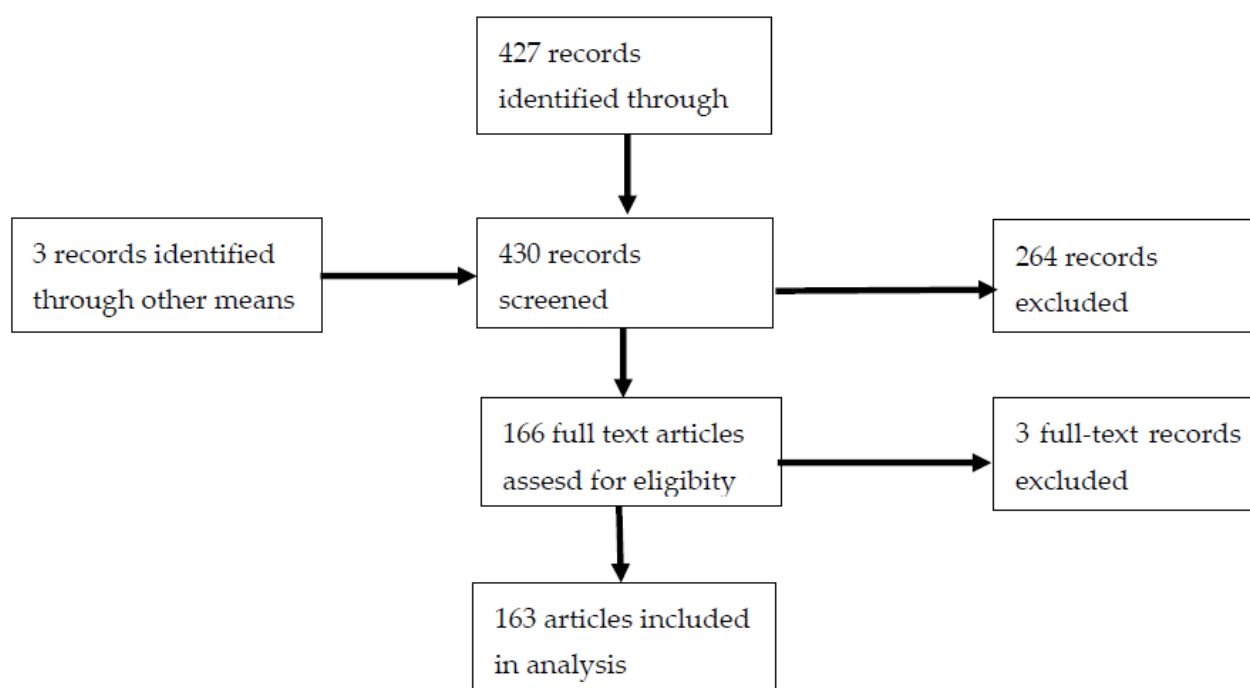 427 records
identified through
3 records identified
through other means
430 records
screened
264 records
excluded
166 full text articles
assesd for eligibity
3 full-text records
excluded
163 articles included
in analysis